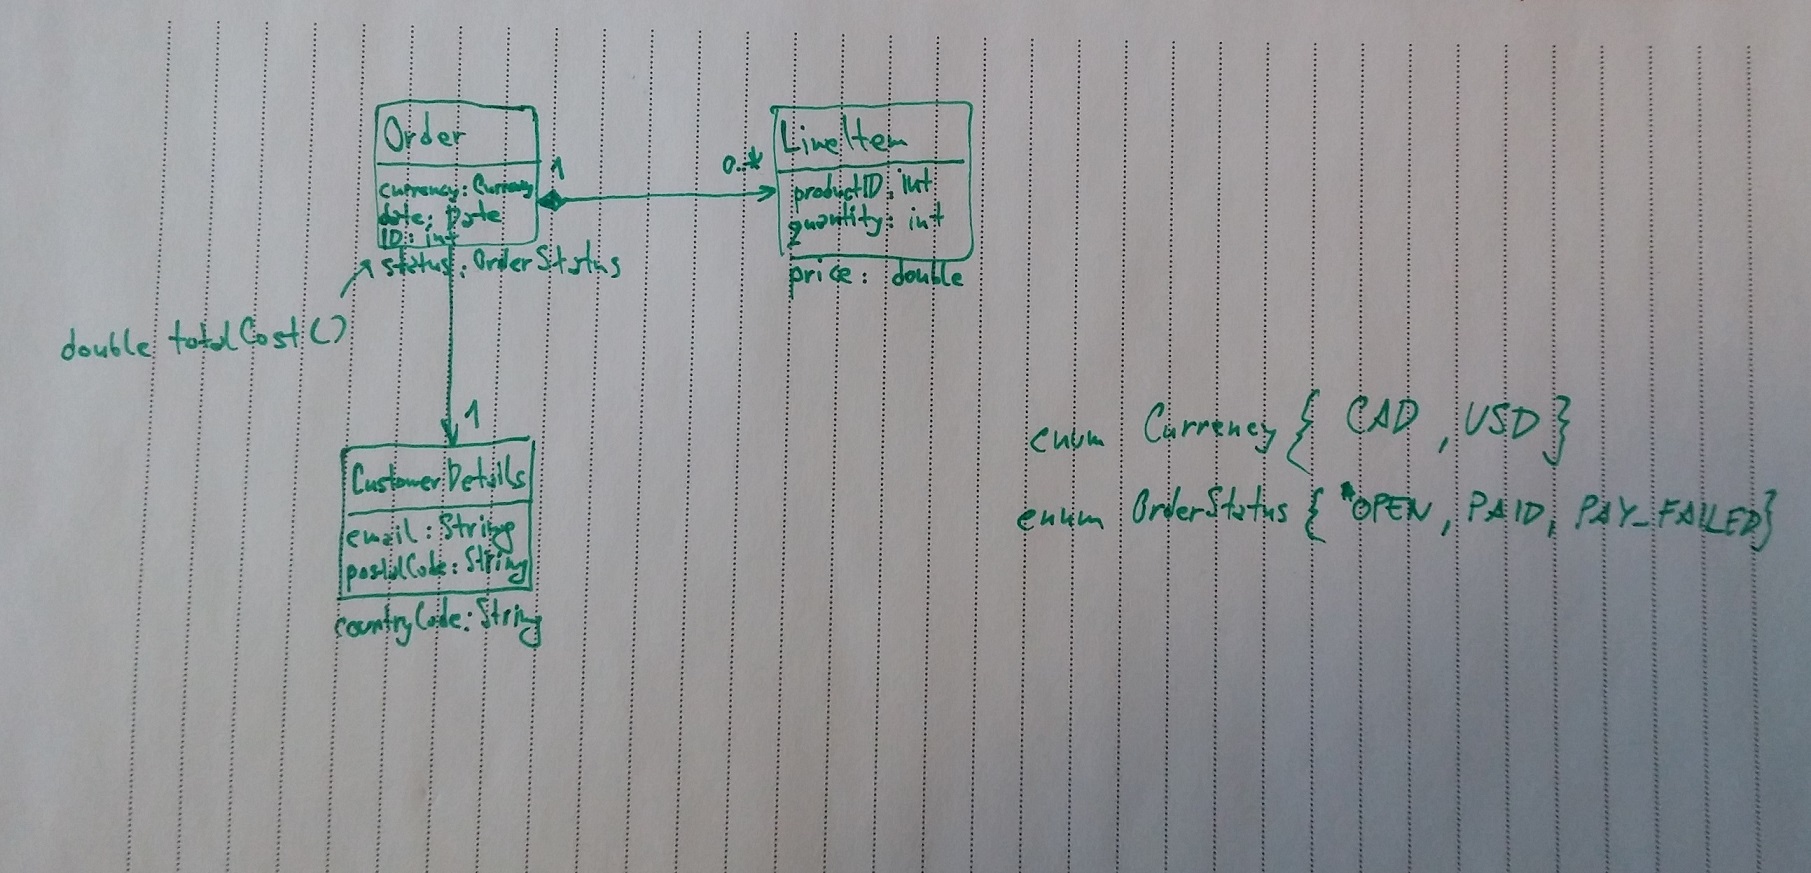 Order
currency: Currency
date: Date
ID: int
status: OrderStatus
double totalCost()
1
0..*
LineItem
productID: int
quantity: int
price: double
1
CustomerDetails
email: String
postalCode: String
countryCode: String
enum Currency { CAD, USD }
enum OrderStatus { OPEN, PAID, PAY_FAILED}